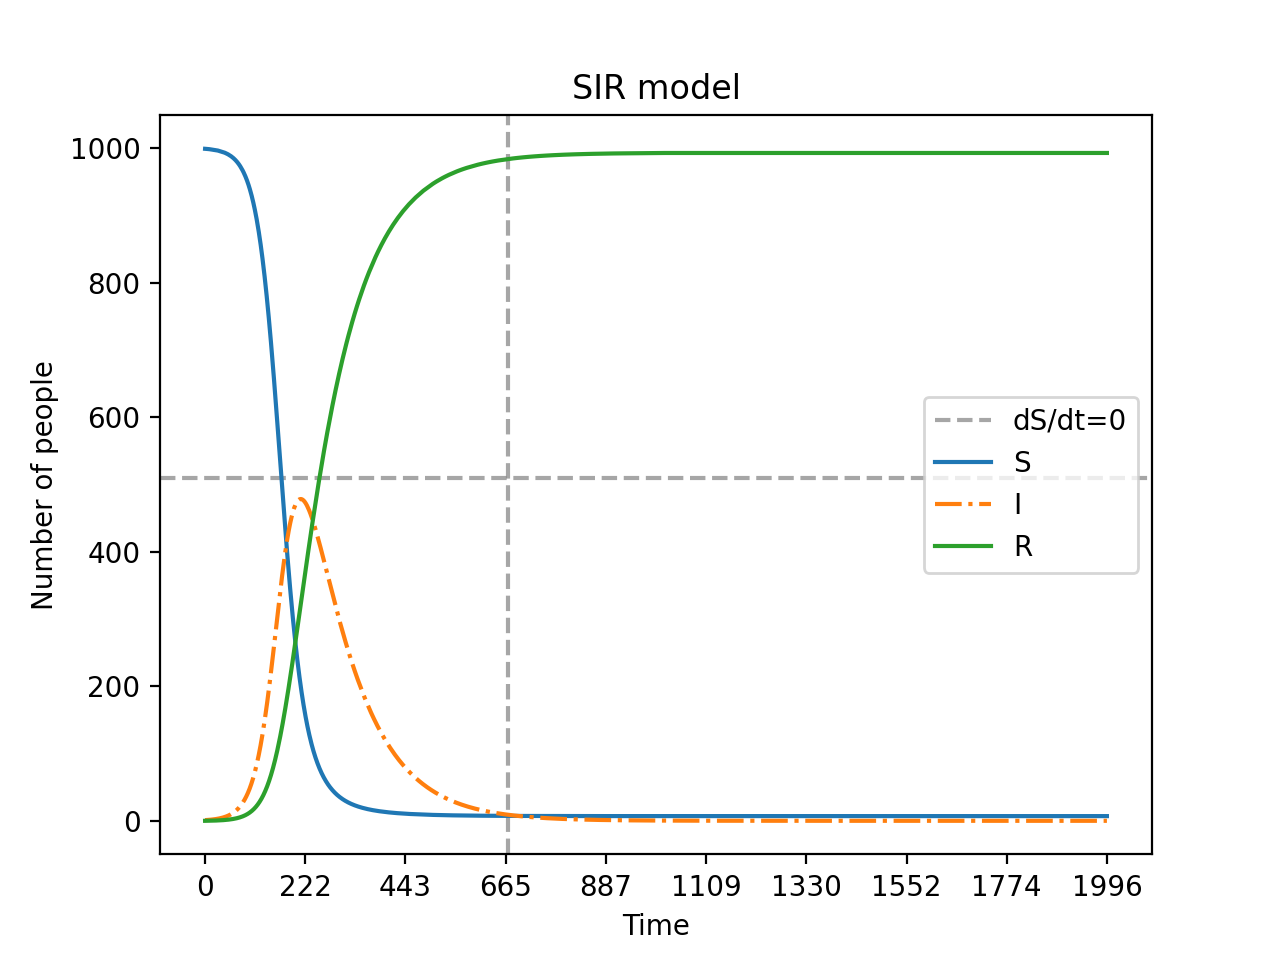 SIR model
Number of people
1000
800
600
400
200
0
dS/dt=0
S
I
R
0 222 443 665 887 1109 1330 1552 1774 1996
Time